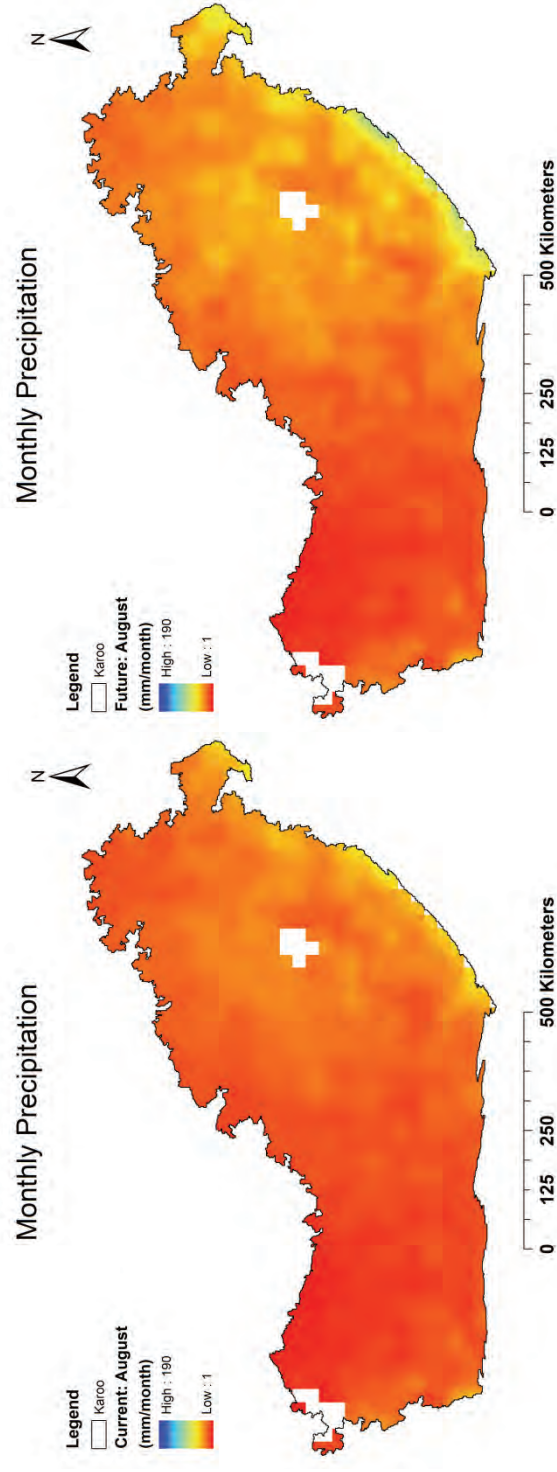 Monthly Precipitation
N
Legend
Karoo
Current: August
(mm/month)
High : 190
Low : 1
0 125 250 500 Kilometers
Monthly Precipitation
N
Legend
Karoo
Future: August
(mm/month)
High : 190
Low : 1
0 125 250 500 Kilometers